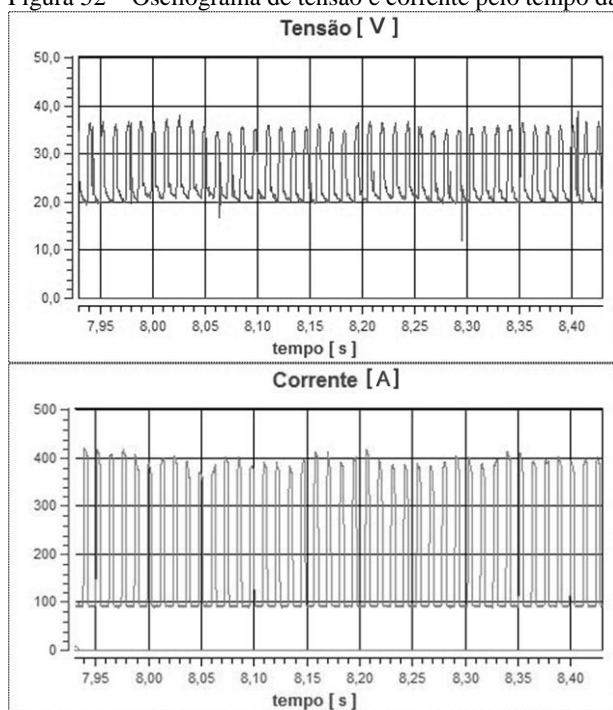 Figura 32 – Oscilograma de tensão e corrente pelo tempo da
Tensão [ V ]
50,0
40,0
30,0
20,0
10,0
0,0
7,95 8,00 8,05 8,10 8,15 8,20 8,25 8,30 8,35 8,40
tempo [ s ]
Corrente [A]
500
400
300
200
100
0
7,95 8,00 8,05 8,10 8,15 8,20 8,25 8,30 8,35 8,40
tempo [ s ]